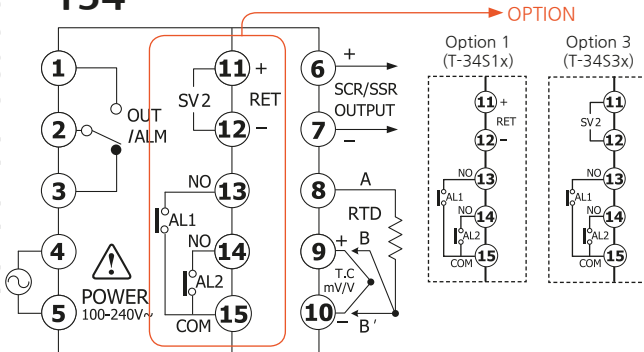 T34
OPTION
1
2
3
4
5
OUT
/ALM
POWER
100-240V~
11 +
SV2 RET
12 −
NO 13
AL1
NO 14
AL2
COM 15
6 +
SCR/SSR
OUTPUT
7 −
8 A
RTD
9 + B
T.C
mV/V
10 − B'
Option 1
(T-34S1x)
11 +
RET
12 −
NO 13
AL1
NO 14
AL2
COM 15
Option 3
(T-34S3x)
11
SV2
12
NO 13
AL1
NO 14
AL2
COM 15